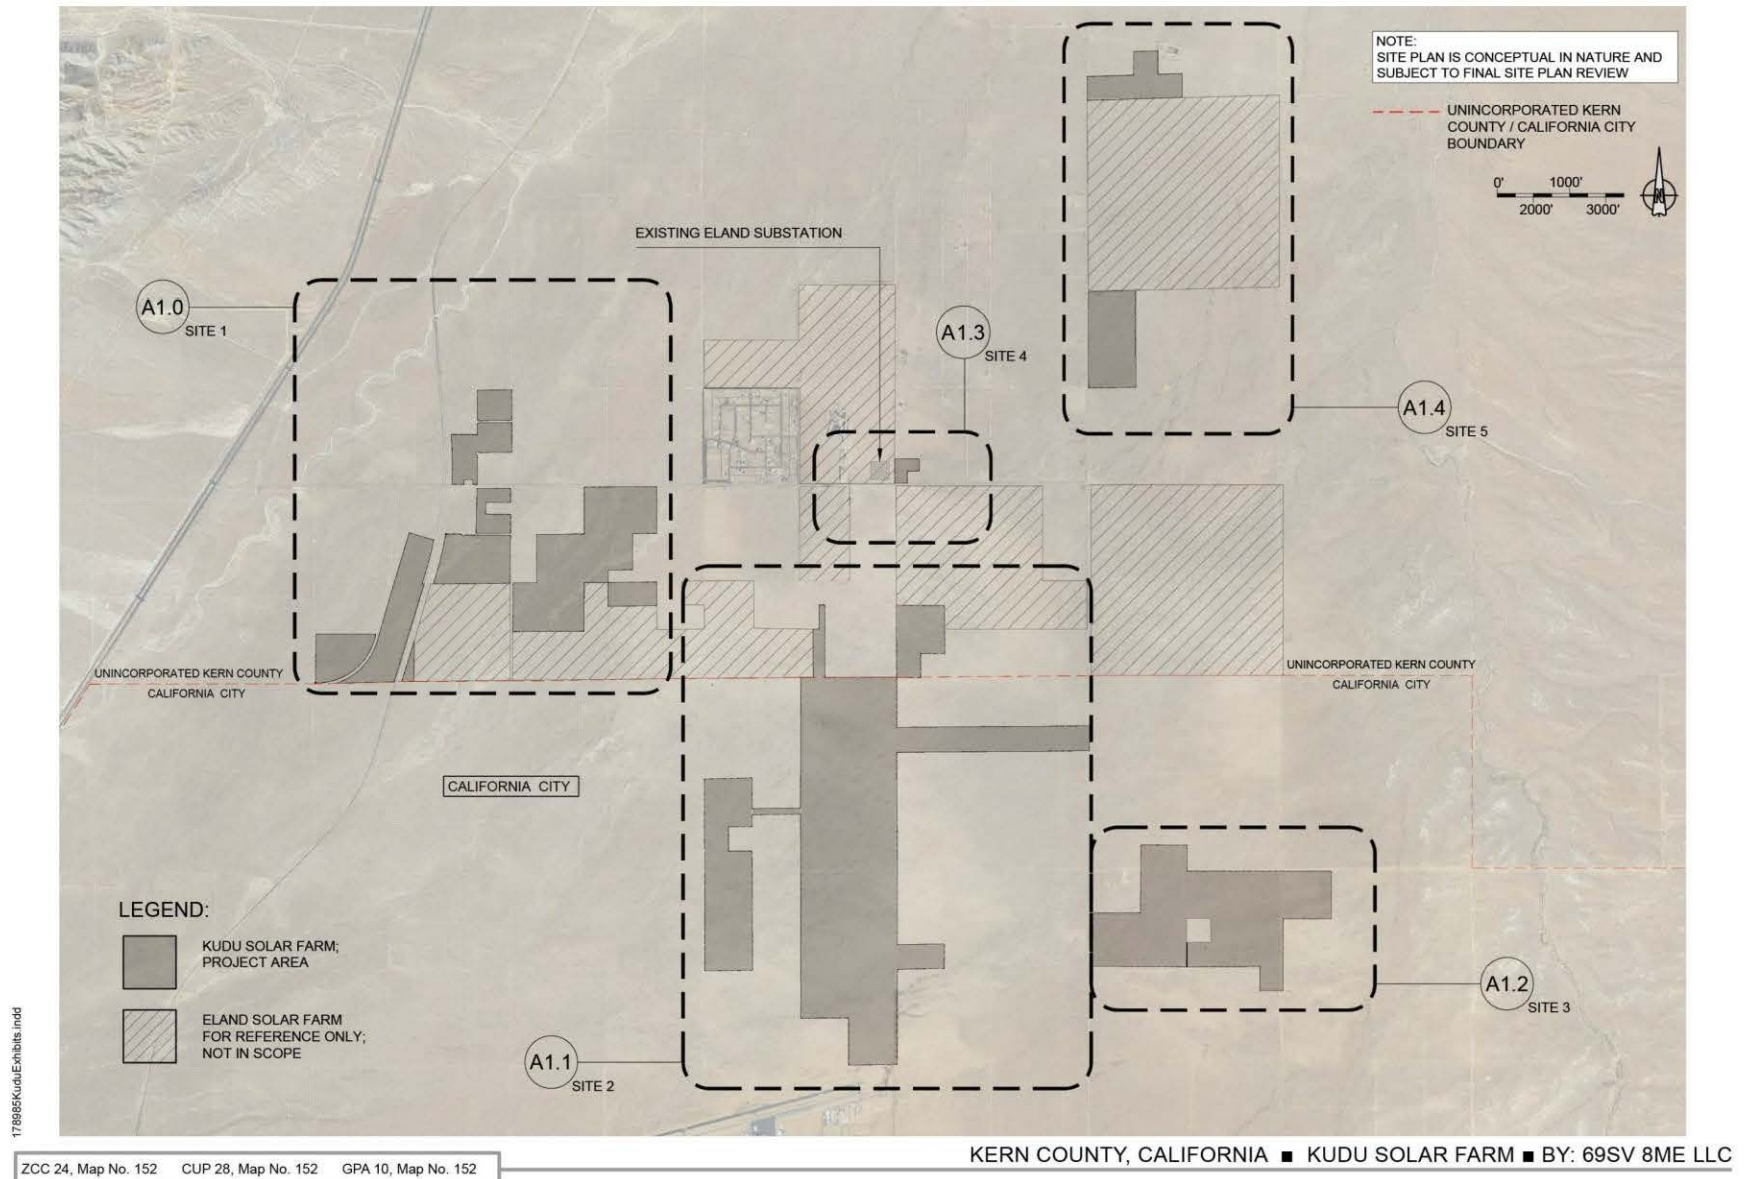 NOTE:
SITE PLAN IS CONCEPTUAL IN NATURE AND
SUBJECT TO FINAL SITE PLAN REVIEW
UNINCORPORATED KERN
COUNTY / CALIFORNIA CITY
BOUNDARY
0' 1000'
2000' 3000'
N
EXISTING ELAND SUBSTATION
A1.0
SITE 1
A1.3
SITE 4
A1.4
SITE 5
UNINCORPORATED KERN COUNTY
CALIFORNIA CITY
UNINCORPORATED KERN COUNTY
CALIFORNIA CITY
CALIFORNIA CITY
LEGEND:
KUDU SOLAR FARM;
PROJECT AREA
ELAND SOLAR FARM
FOR REFERENCE ONLY;
NOT IN SCOPE
A1.2
SITE 3
A1.1
SITE 2
178985KuduExhibits.indd
KERN COUNTY, CALIFORNIA ■ KUDU SOLAR FARM ■ BY: 69SV 8ME LLC
ZCC 24, Map No. 152 CUP 28, Map No. 152 GPA 10, Map No. 152